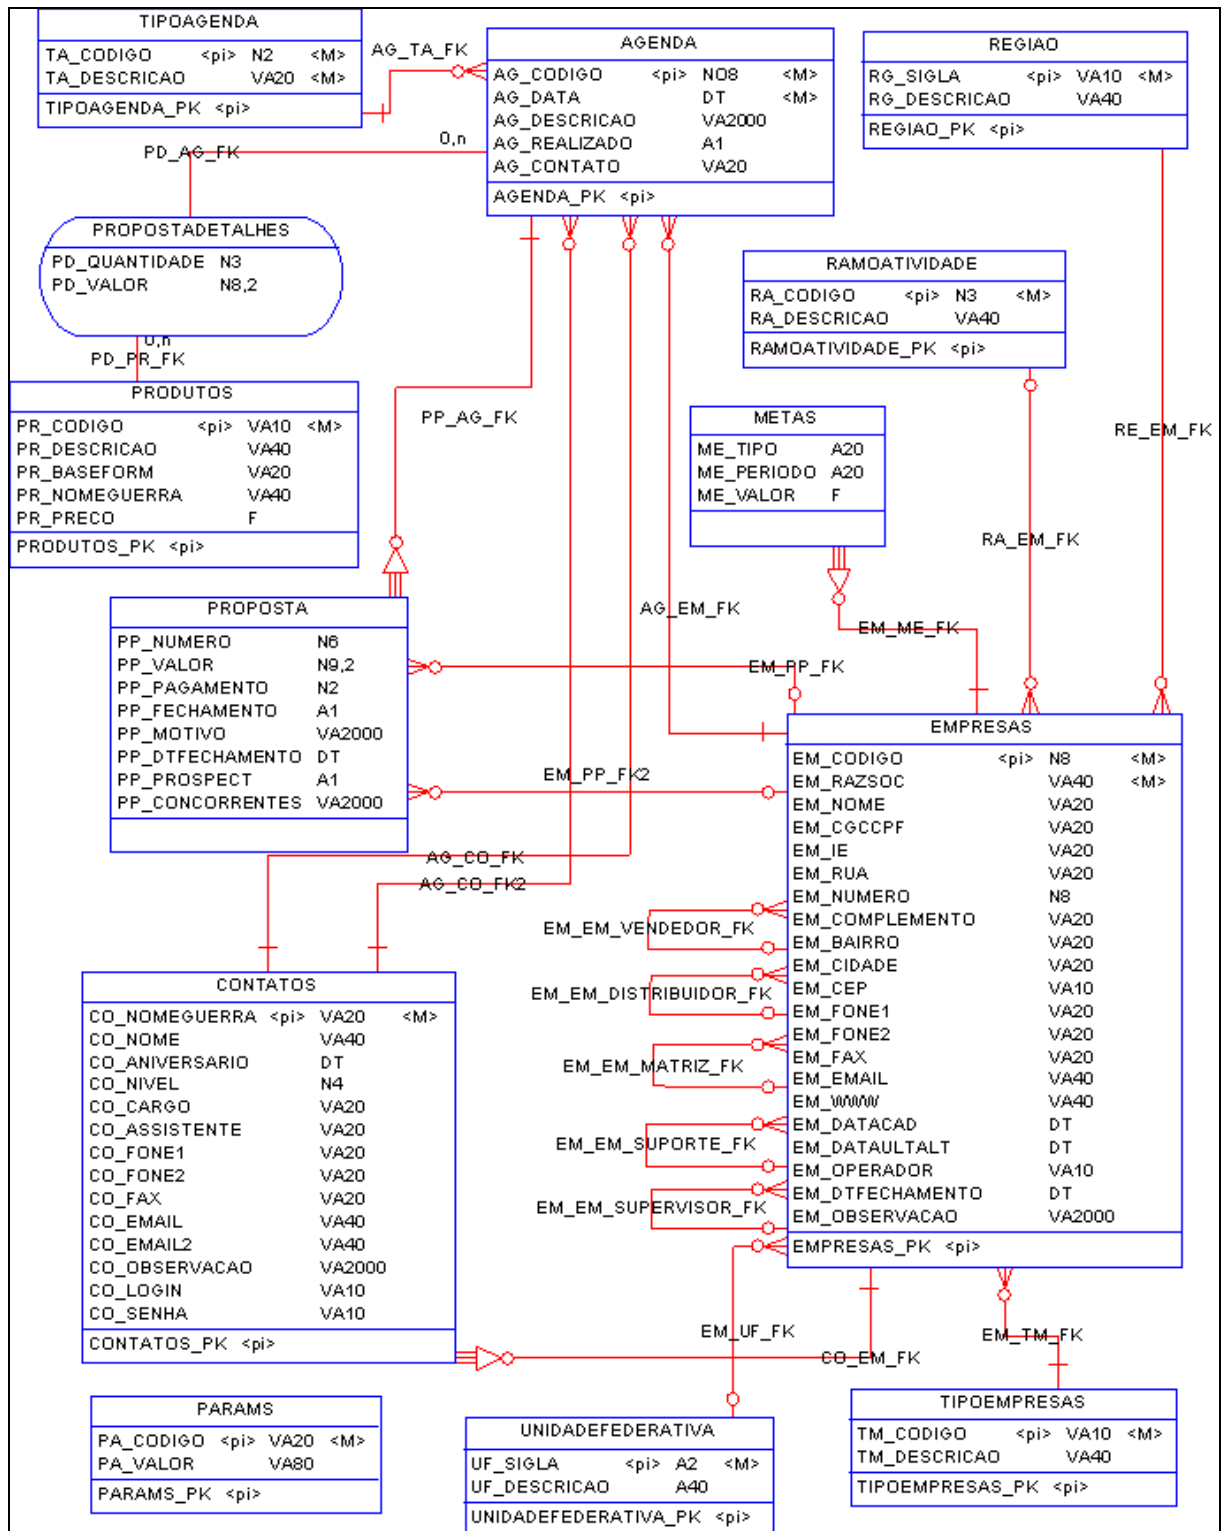 TIPOAGENDA
TA_CODIGO <pi> N2 <M>
TA_DESCRICAO VA20 <M>
TIPOAGENDA_PK <pi>
AG_TA_FK
AGENDA
AG_CODIGO <pi> NO8 <M>
AG_DATA DT <M>
AG_DESCRICAO VA2000
AG_REALIZADO A1
AG_CONTATO VA20
AGENDA_PK <pi>
REGIAO
RG_SIGLA <pi> VA10 <M>
RG_DESCRICAO VA40
REGIAO_PK <pi>
0,n
PD_AG_FK
PROPOSTADETALHES
PD_QUANTIDADE N3
PD_VALOR N8,2
0,n
PD_PR_FK
RAMOATIVIDADE
RA_CODIGO <pi> N3 <M>
RA_DESCRICAO VA40
RAMOATIVIDADE_PK <pi>
PRODUTOS
PR_CODIGO <pi> VA10 <M>
PR_DESCRICAO VA40
PR_BASEFORM VA20
PR_NOMEGUERRA VA40
PR_PRECO F
PRODUTOS_PK <pi>
PP_AG_FK
METAS
ME_TIPO A20
ME_PERIODO A20
ME_VALOR F
RE_EM_FK
RA_EM_FK
PROPOSTA
PP_NUMERO N6
PP_VALOR N9,2
PP_PAGAMENTO N2
PP_FECHAMENTO A1
PP_MOTIVO VA2000
PP_DTFECHAMENTO DT
PP_PROSPECT A1
PP_CONCORRENTES VA2000
AG_EM_FK
EM_ME_FK
EM_PP_FK
EM_PP_FK2
AG_CO_FK
AG_CO_FK2
EMPRESAS
EM_CODIGO <pi> N8 <M>
EM_RAZSOC VA40 <M>
EM_NOME VA20
EM_CGCCPF VA20
EM_IE VA20
EM_RUA VA20
EM_NUMERO N8
EM_COMPLEMENTO VA20
EM_BAIRRO VA20
EM_CIDADE VA20
EM_CEP VA10
EM_FONE1 VA20
EM_FONE2 VA20
EM_FAX VA20
EM_EMAIL VA40
EM_WWW VA40
EM_DATACAD DT
EM_DATAULTALT DT
EM_OPERADOR VA10
EM_DTFECHAMENTO DT
EM_OBSERVACAO VA2000
EMPRESAS_PK <pi>
EM_EM_VENDEDOR_FK
EM_EM_DISTRIBUIDOR_FK
EM_EM_MATRIZ_FK
EM_EM_SUPORTE_FK
EM_EM_SUPERVISOR_FK
CONTATOS
CO_NOMEGUERRA <pi> VA20 <M>
CO_NOME VA40
CO_ANIVERSARIO DT
CO_NIVEL N4
CO_CARGO VA20
CO_ASSISTENTE VA20
CO_FONE1 VA20
CO_FONE2 VA20
CO_FAX VA20
CO_EMAIL VA40
CO_EMAIL2 VA40
CO_OBSERVACAO VA2000
CO_LOGIN VA10
CO_SENHA VA10
CONTATOS_PK <pi>
EM_UF_FK
CO_EM_FK
EM_TM_FK
PARAMS
PA_CODIGO <pi> VA20 <M>
PA_VALOR VA80
PARAMS_PK <pi>
UNIDADEFEDERATIVA
UF_SIGLA <pi> A2 <M>
UF_DESCRICAO A40
UNIDADEFEDERATIVA_PK <pi>
TIPOEMPRESAS
TM_CODIGO <pi> VA10 <M>
TM_DESCRICAO VA40
TIPOEMPRESAS_PK <pi>